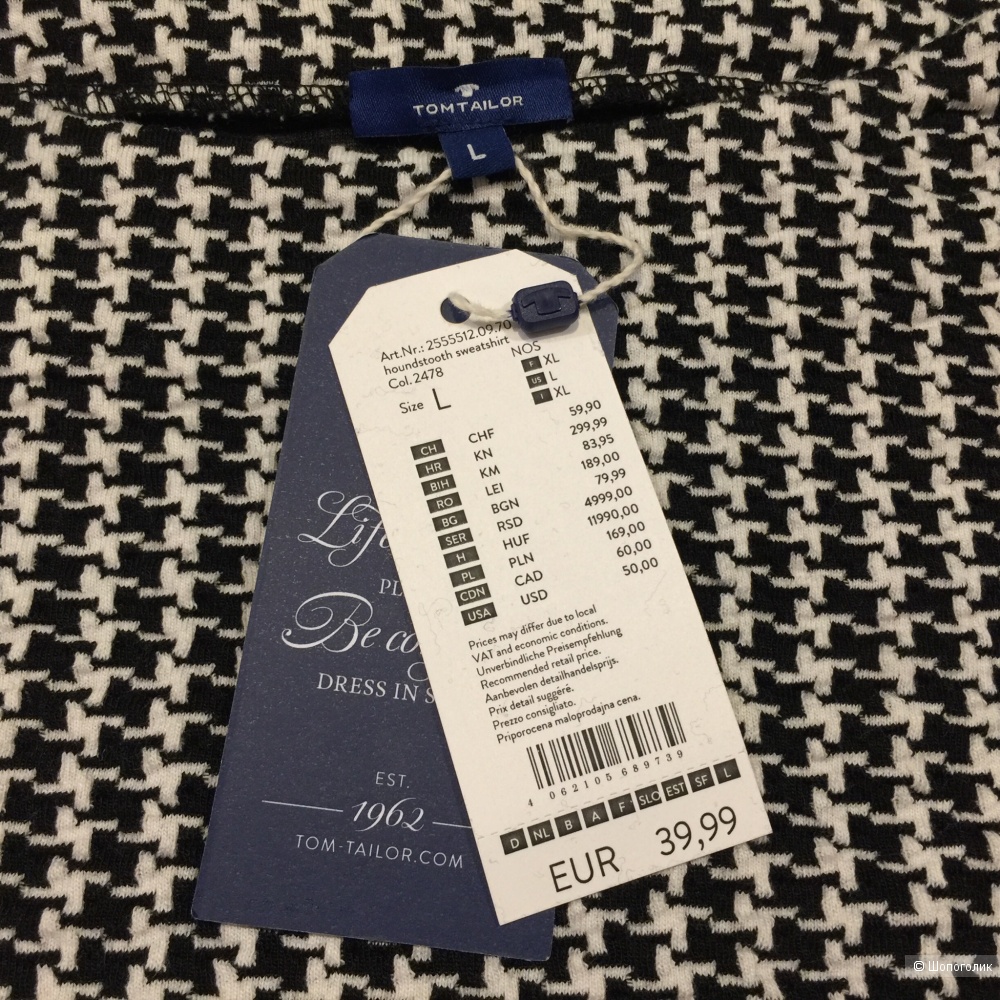 TOM TAILOR
L
Art.Nr.: 2555512.09.70
houndstooth sweatshirt
Col. 2478
NOS
Size L
F XL
US L
I XL
CH CHF 59,90
HR KN 299,99
BIH KM 83,95
RO LEI 189,00
BG BGN 79,99
SER RSD 4999,00
H HUF 11990,00
PL PLN 169,00
CDN CAD 60,00
USA USD 50,00
Prices may differ due to local
VAT and economic conditions.
Unverbindliche Preisempfehlung
Recommended retail price.
Aanbevolen detailhandelsprijs.
Prix detail suggéré.
Prezzo consigliato.
Priporocena maloprodajna cena.
4 062105 689739
D NL B A F SLO EST SF L
EUR 39,99
Be
DRESS IN
EST.
1962
TOM-TAILOR.COM
© Шопоголик